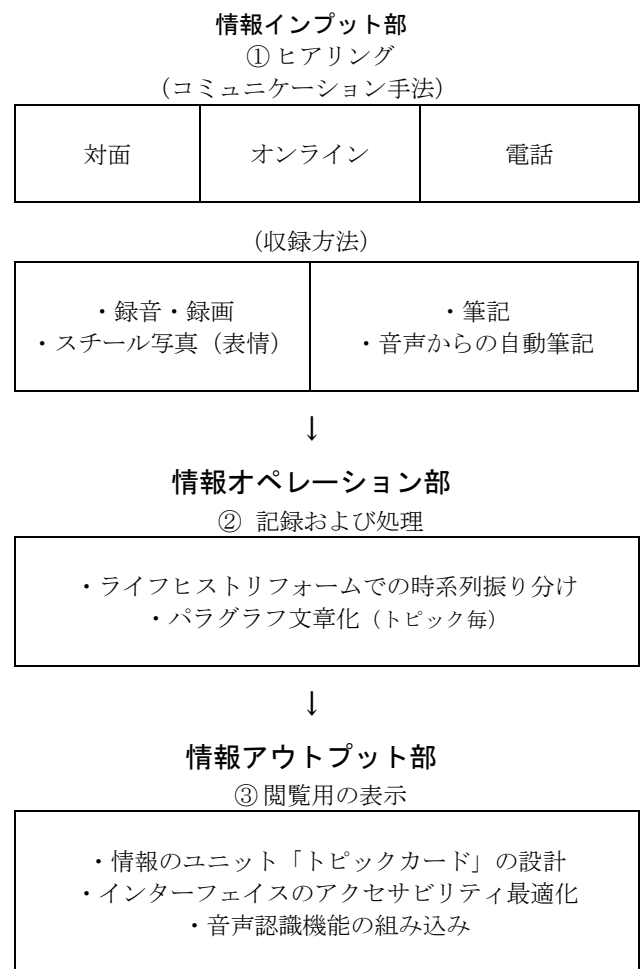 情報インプット部
①ヒアリング
（コミュニケーション手法）
対面
オンライン
電話
（収録方法）
・録音・録画
・スチール写真（表情）
・筆記
・音声からの自動筆記
↓
情報オペレーション部
② 記録および処理
・ライフヒストリフォームでの時系列振り分け
・パラグラフ文章化（トピック毎）
↓
情報アウトプット部
③閲覧用の表示
・情報のユニット「トピックカード」の設計
・インターフェイスのアクセサビリティ最適化
・音声認識機能の組み込み